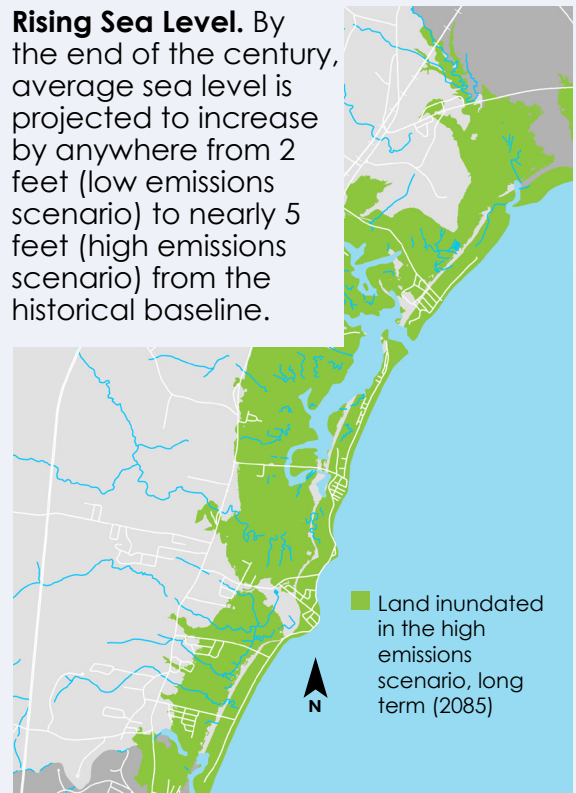 Rising Sea Level. By
the end of the century,
average sea level is
projected to increase
by anywhere from 2
feet (low emissions
scenario) to nearly 5
feet (high emissions
scenario) from the
historical baseline.
Land inundated
in the high
emissions
scenario, long
term (2085)
N